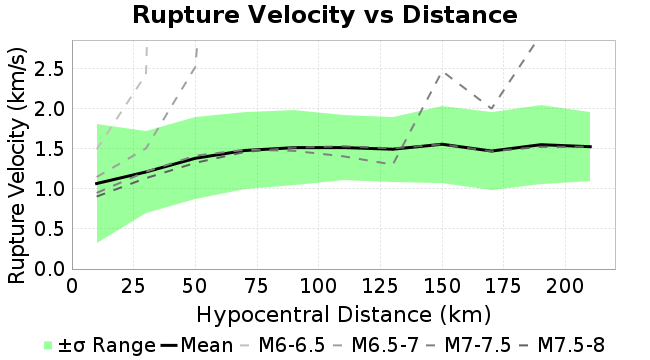 Rupture Velocity vs Distance
Rupture Velocity (km/s)
2.5
2.0
1.5
1.0
0.5
0.0
0 25 50 75 100 125 150 175 200
Hypocentral Distance (km)
±σ Range Mean M6-6.5 M6.5-7 M7-7.5 M7.5-8